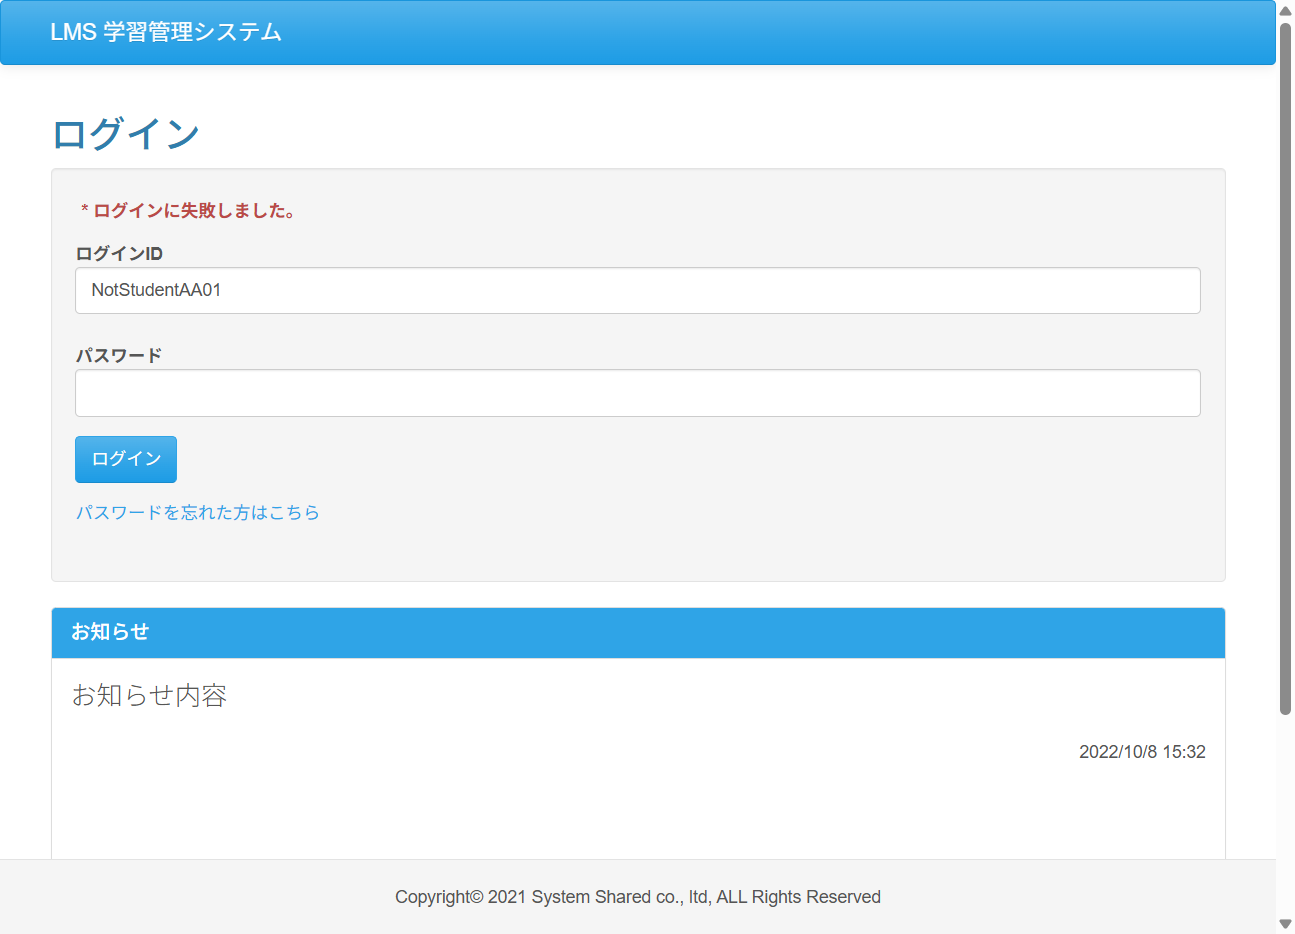 LMS 学習管理システム
ログイン
* ログインに失敗しました。
ログインID
NotStudentAA01
パスワード
ログイン
パスワードを忘れた方はこちら
お知らせ
お知らせ内容
2022/10/8 15:32
Copyright© 2021 System Shared co., ltd, ALL Rights Reserved